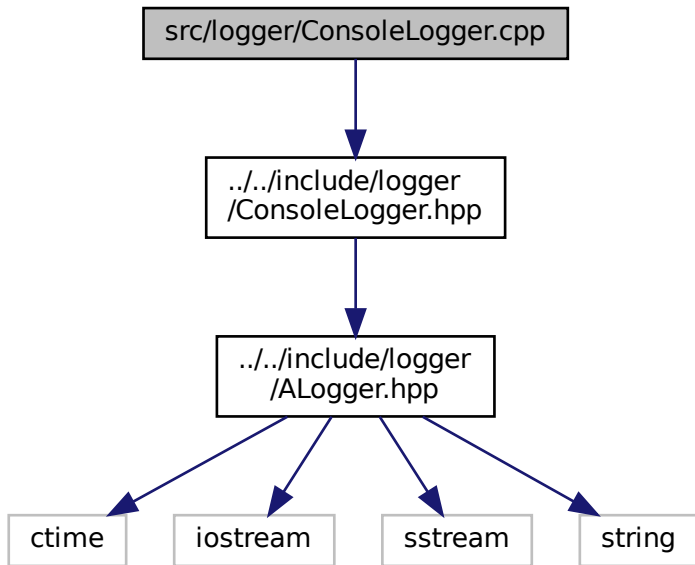 src/logger/ConsoleLogger.cpp
../../include/logger
/ConsoleLogger.hpp
../../include/logger
/ALogger.hpp
ctime
iostream
sstream
string